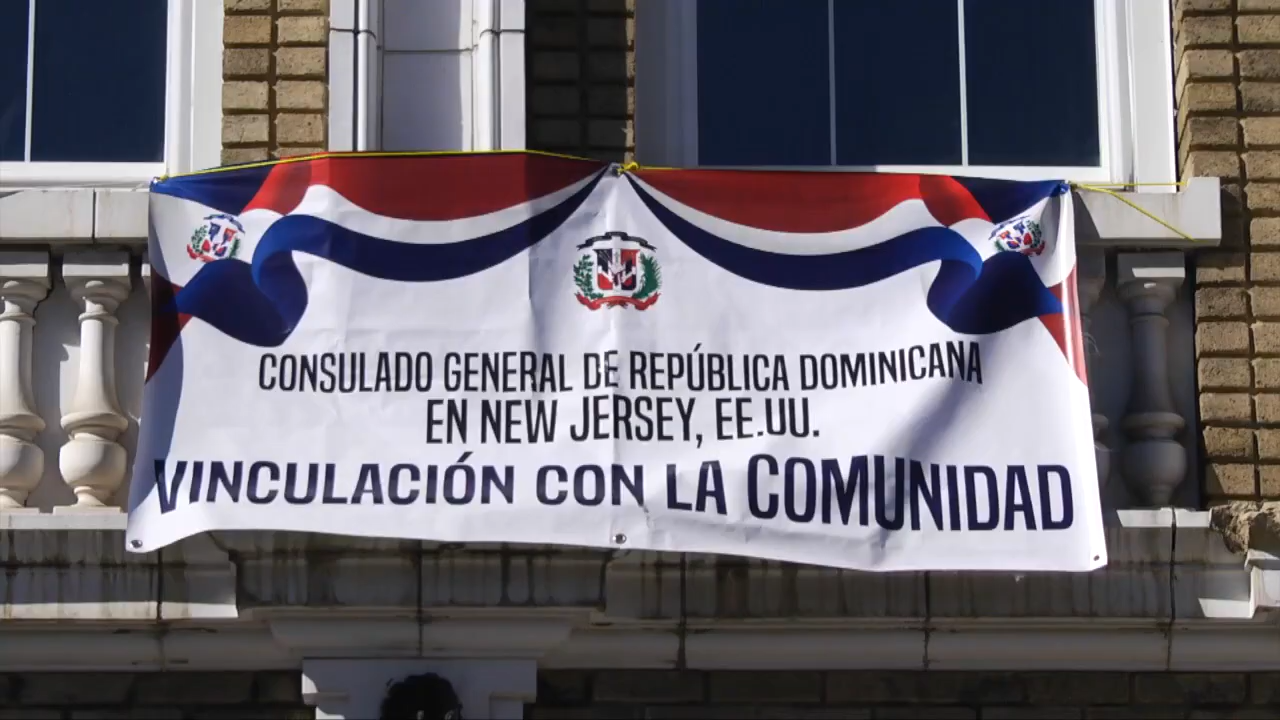 CONSULADO GENERAL DE REPÚBLICA DOMINICANA
EN NEW JERSEY, EE.UU.
VINCULACIÓN CON LA COMUNIDAD